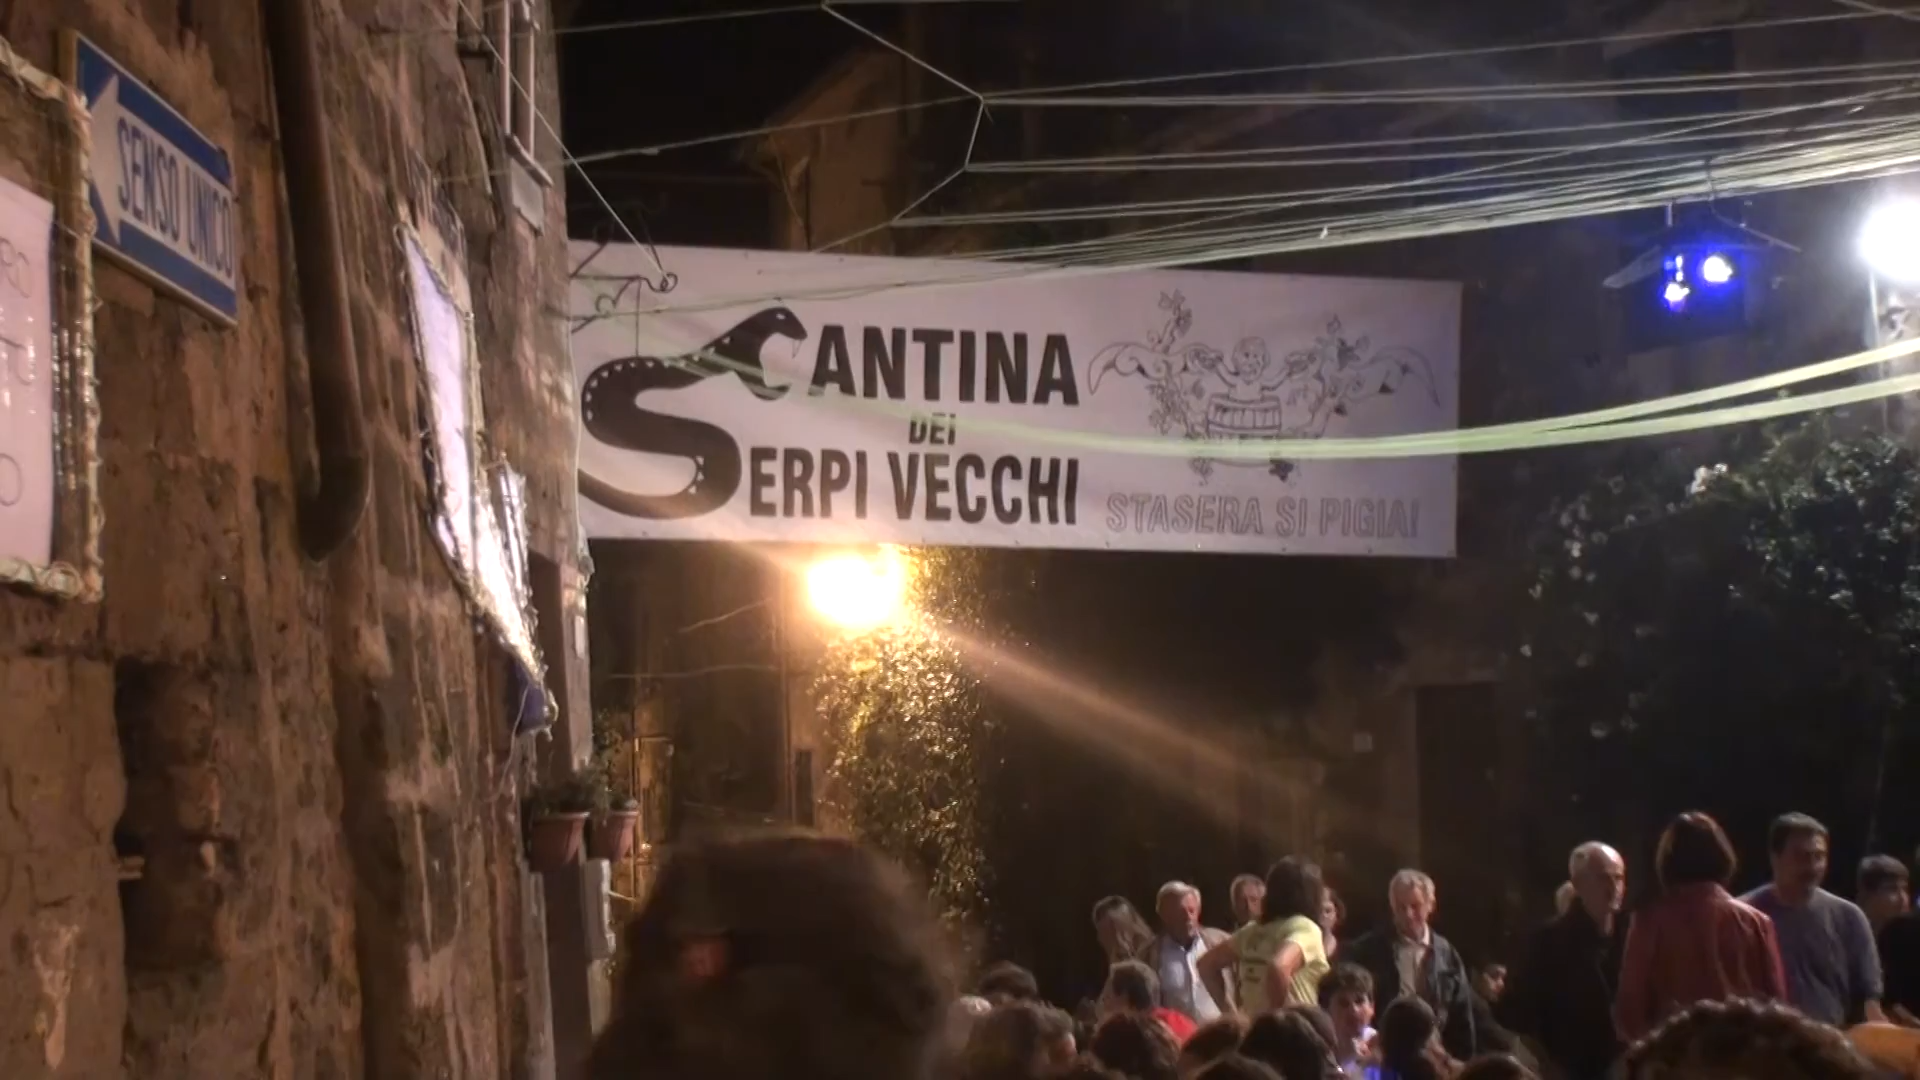 SENSO UNICO
CANTINA
DEI
SERPI VECCHI
STASERA SI PIGIA!